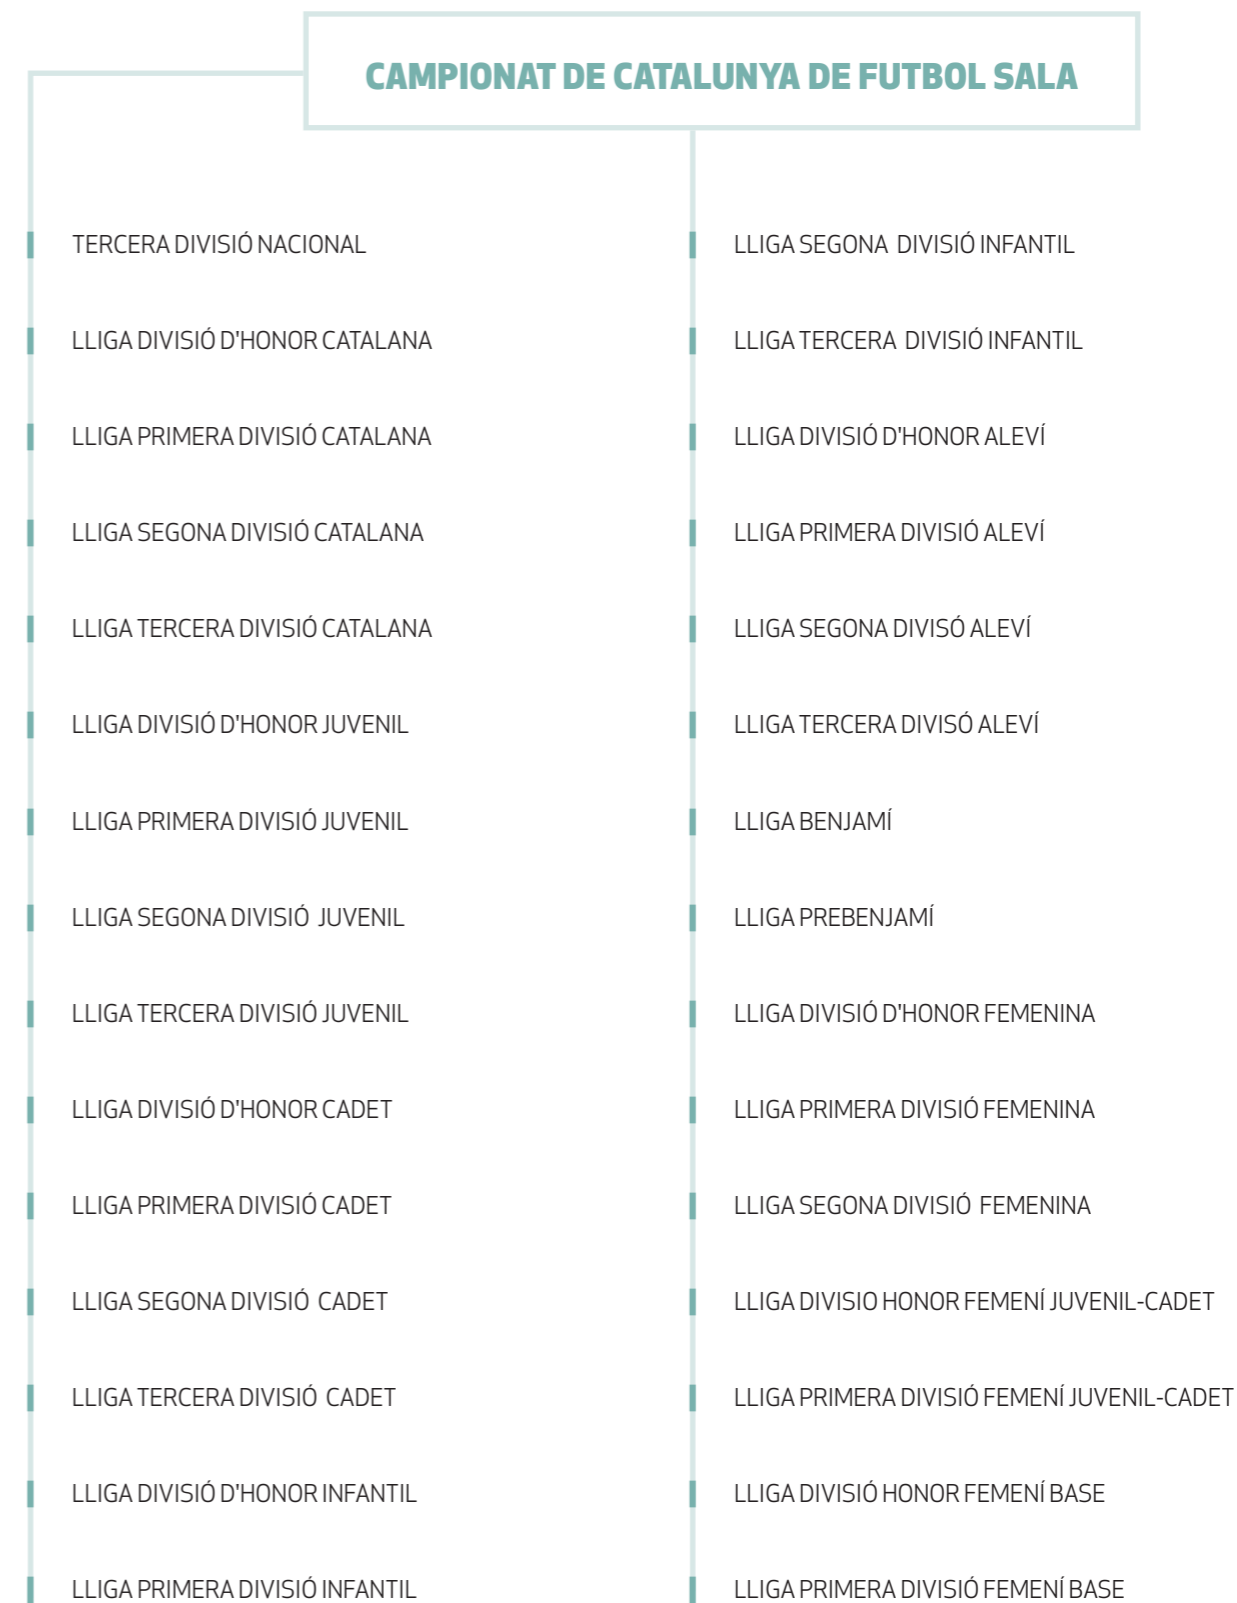 CAMPIONAT DE CATALUNYA DE FUTBOL SALA
TERCERA DIVISIÓ NACIONAL
LLIGA DIVISIÓ D'HONOR CATALANA
LLIGA PRIMERA DIVISIÓ CATALANA
LLIGA SEGONA DIVISIÓ CATALANA
LLIGA TERCERA DIVISIÓ CATALANA
LLIGA DIVISIÓ D'HONOR JUVENIL
LLIGA PRIMERA DIVISIÓ JUVENIL
LLIGA SEGONA DIVISIÓ JUVENIL
LLIGA TERCERA DIVISIÓ JUVENIL
LLIGA DIVISIÓ D'HONOR CADET
LLIGA PRIMERA DIVISIÓ CADET
LLIGA SEGONA DIVISIÓ CADET
LLIGA TERCERA DIVISIÓ CADET
LLIGA DIVISIÓ D'HONOR INFANTIL
LLIGA PRIMERA DIVISIÓ INFANTIL
LLIGA SEGONA DIVISIÓ INFANTIL
LLIGA TERCERA DIVISIÓ INFANTIL
LLIGA DIVISIÓ D'HONOR ALEVÍ
LLIGA PRIMERA DIVISIÓ ALEVÍ
LLIGA SEGONA DIVISÓ ALEVÍ
LLIGA TERCERA DIVISÓ ALEVÍ
LLIGA BENJAMÍ
LLIGA PREBENJAMÍ
LLIGA DIVISIÓ D'HONOR FEMENINA
LLIGA PRIMERA DIVISIÓ FEMENINA
LLIGA SEGONA DIVISIÓ FEMENINA
LLIGA DIVISIO HONOR FEMENÍ JUVENIL-CADET
LLIGA PRIMERA DIVISIÓ FEMENÍ JUVENIL-CADET
LLIGA DIVISIÓ HONOR FEMENÍ BASE
LLIGA PRIMERA DIVISIÓ FEMENÍ BASE